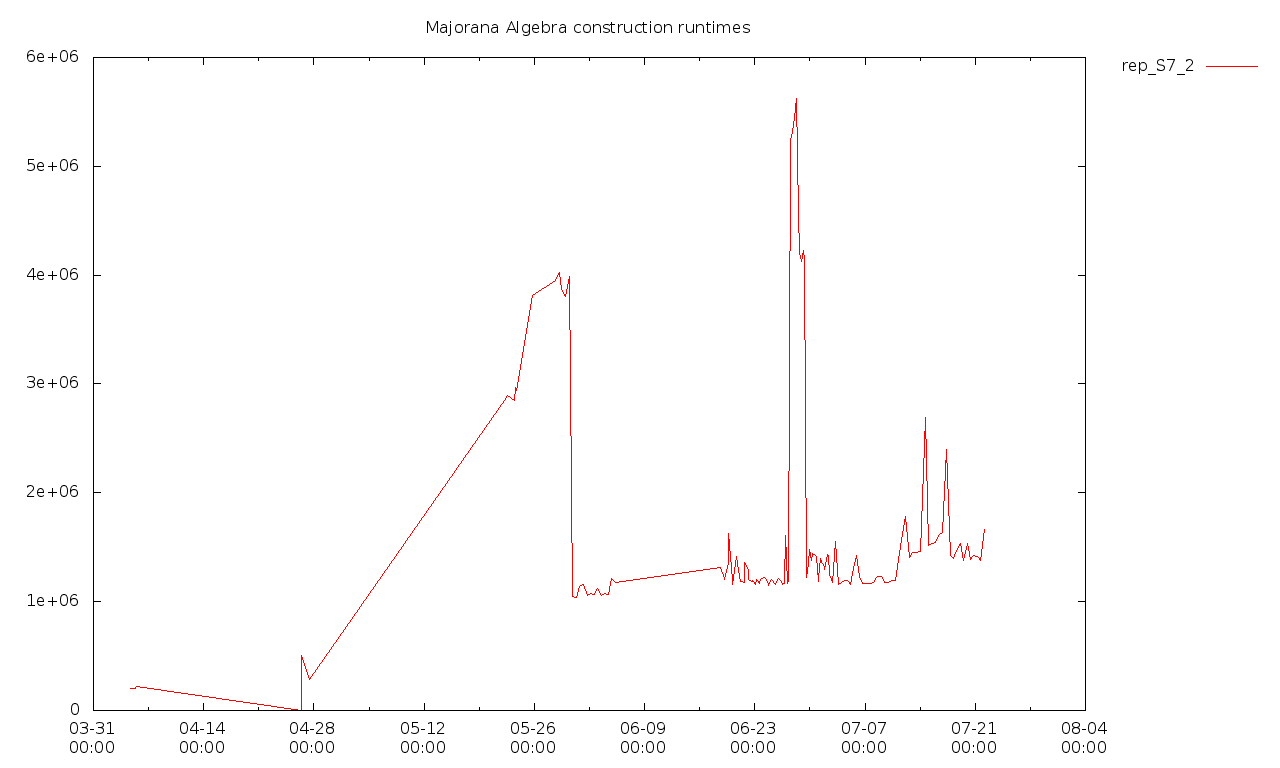 Majorana Algebra construction runtimes
rep_S7_2
6e+06
5e+06
4e+06
3e+06
2e+06
1e+06
0
03-31 04-14 04-28 05-12 05-26 06-09 06-23 07-07 07-21 08-04
00:00 00:00 00:00 00:00 00:00 00:00 00:00 00:00 00:00 00:00